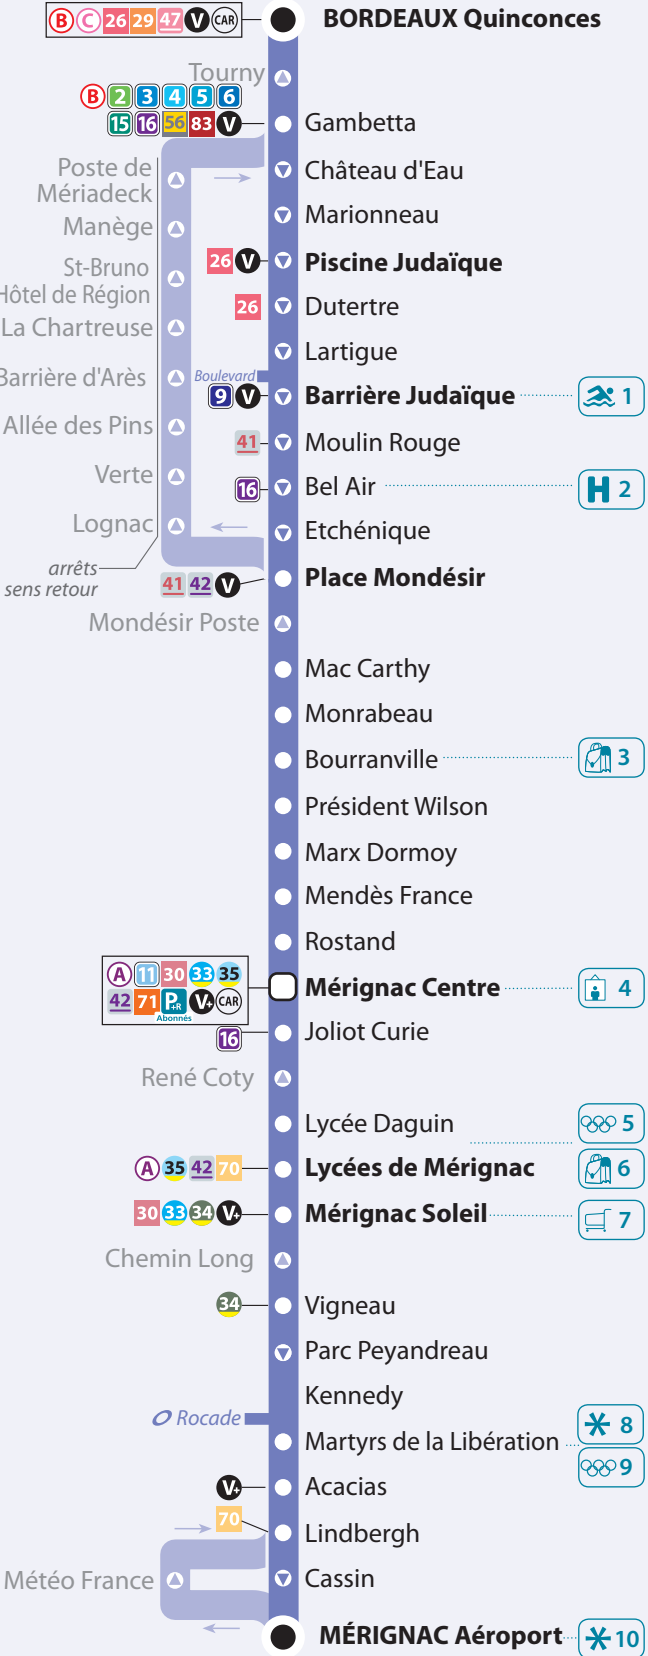 B C 26 29 47 V CAR BORDEAUX Quinconces
Tourny
B 2 3 4 5 6
15 16 56 83 V Gambetta
Poste de
Mériadeck
Château d'Eau
Manège
Marionneau
St-Bruno
Hôtel de Région
26 V Piscine Judaïque
26 Dutertre
La Chartreuse
Lartigue
Barrière d'Arès
Boulevard
9 V Barrière Judaïque 1
Allée des Pins
41 Moulin Rouge
Verte
16 Bel Air 2
Lognac
Etchénique
arrêts
sens retour
41 42 V Place Mondésir
Mondésir Poste
Mac Carthy
Monrabeau
Bourranville 3
Président Wilson
Marx Dormoy
Mendès France
Rostand
A 11 30 33 35
42 71 P+R V+ CAR
Abonnés
Mérignac Centre 4
16 Joliot Curie
René Coty
Lycée Daguin 5
A 35 42 70 Lycées de Mérignac 6
30 33 34 V+ Mérignac Soleil 7
Chemin Long
34 Vigneau
Parc Peyandreau
Kennedy
Rocade
8
Martyrs de la Libération
9
V+ Acacias
70 Lindbergh
Météo France
Cassin
MÉRIGNAC Aéroport 10